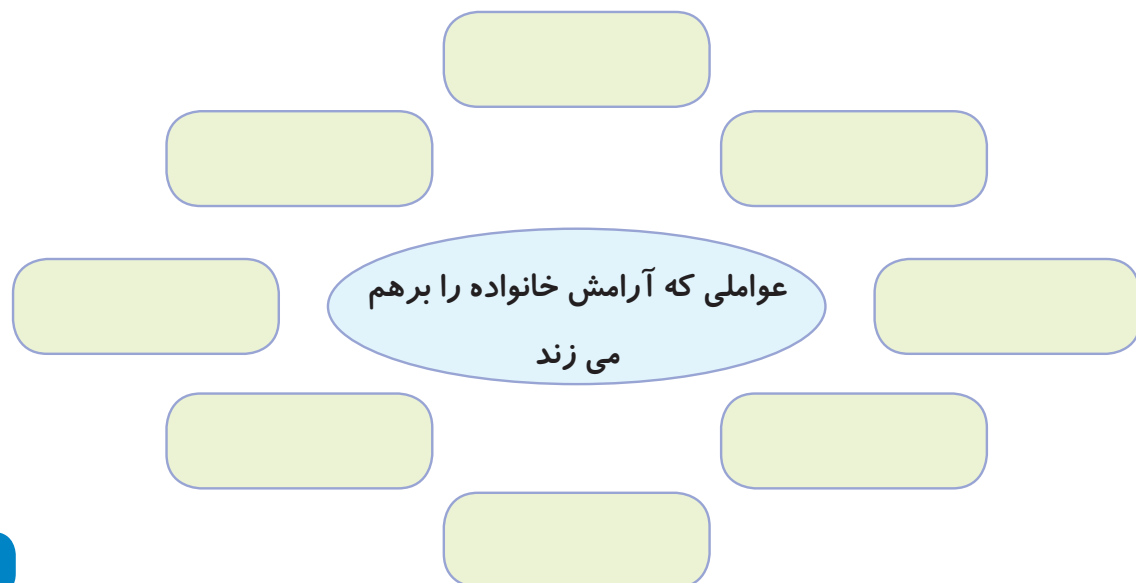 عواملی که آرامش خانواده را برهم
می زند